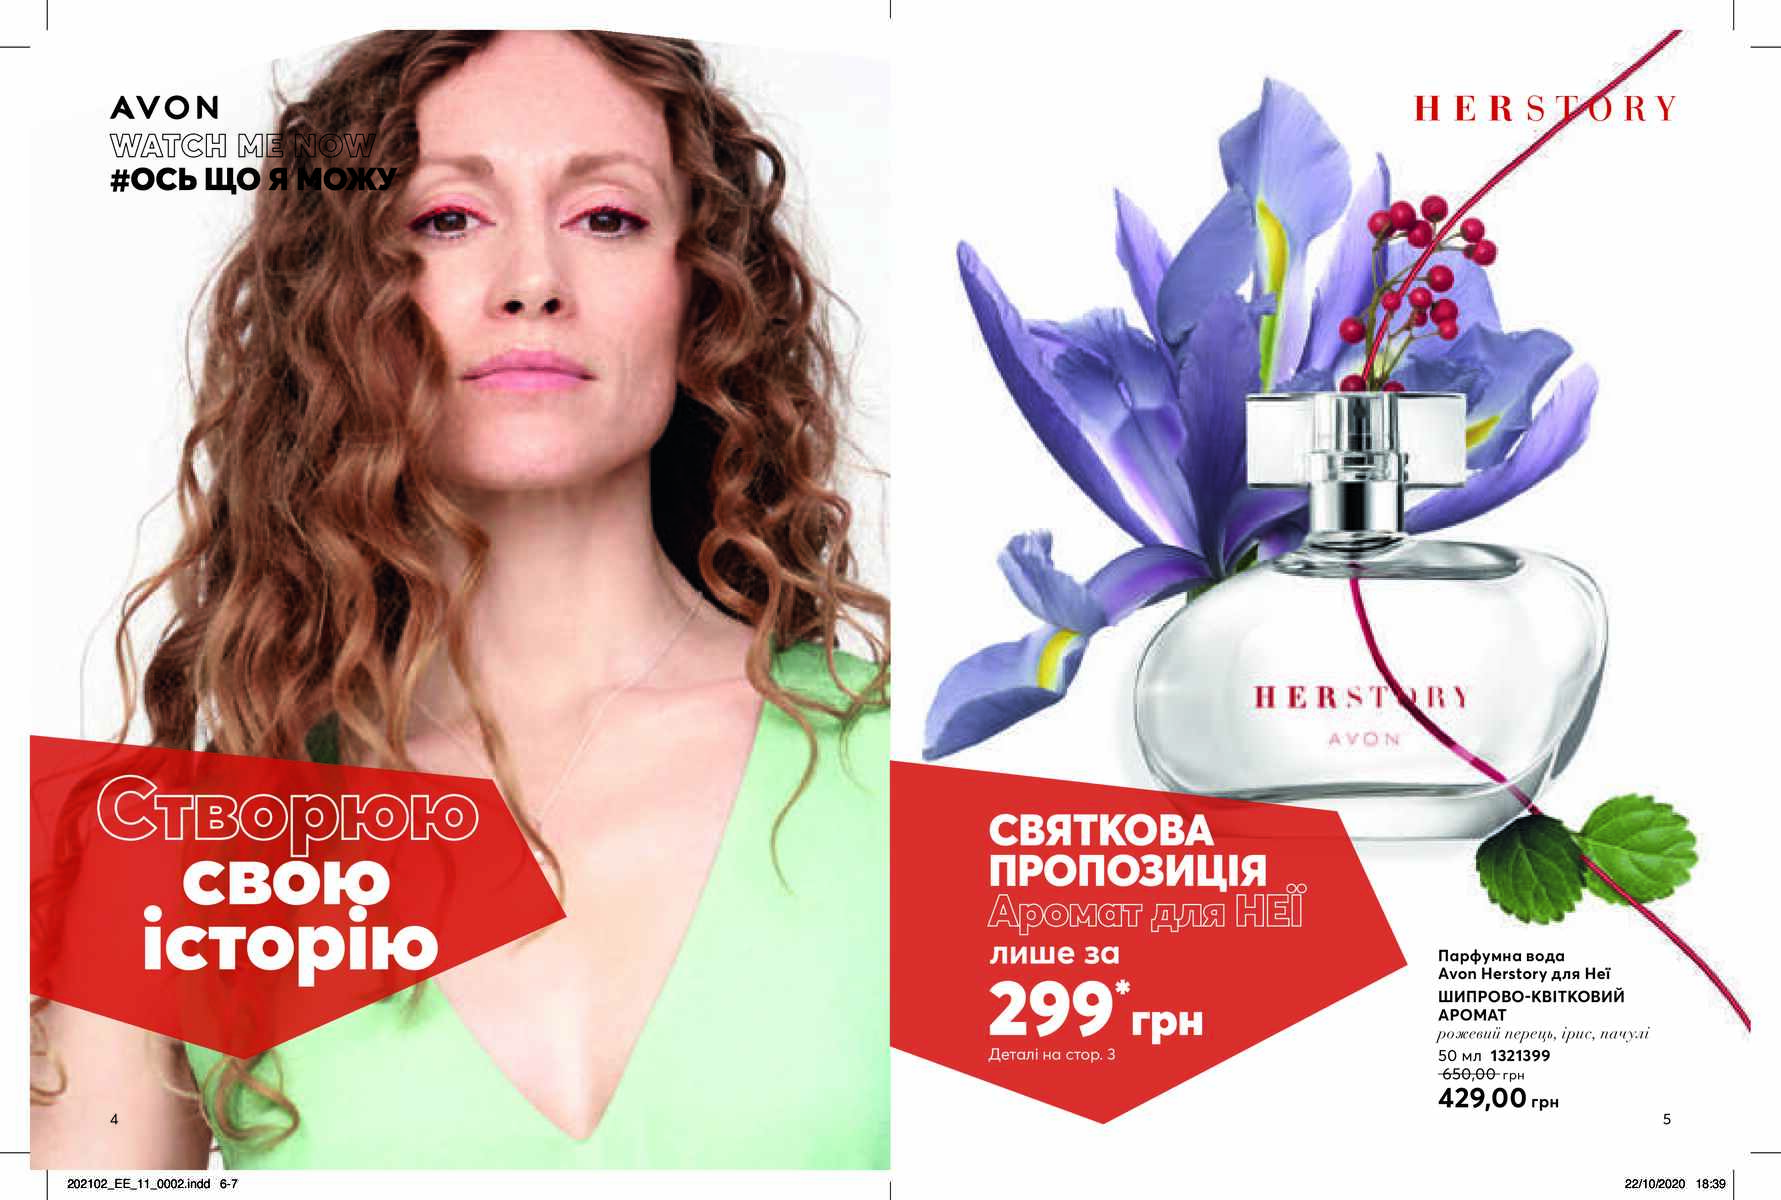 AVON
WATCH ME NOW
#ОСЬ ЩО Я МОЖУ
Створюю
свою
історію
4
202102_EE_11_0002.indd 6-7
HERSTORY
HERSTORY
AVON
СВЯТКОВА
ПРОПОЗИЦІЯ
Аромат для НЕЇ
лише за
299* грн
Деталі на стор. 3
Парфумна вода
Avon Herstory для Неї
ШИПРОВО-КВІТКОВИЙ
АРОМАТ
рожевий перець, ірис, пачулі
50 мл 1321399
650,00 грн
429,00 грн
5
22/10/2020 18:39